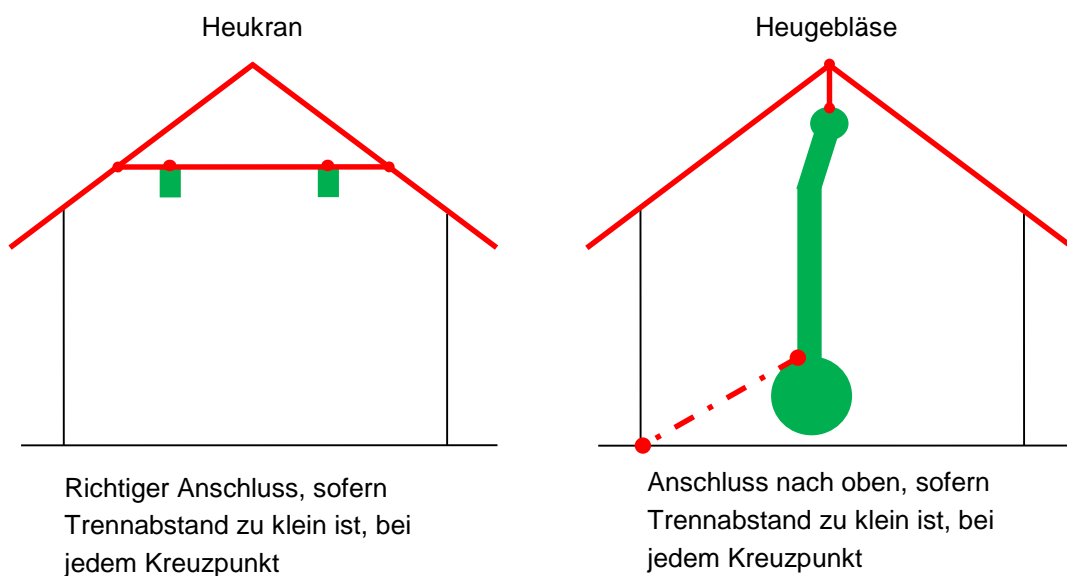 Heukran
Heugebläse
Richtiger Anschluss, sofern
Trennabstand zu klein ist, bei
jedem Kreuzpunkt
Anschluss nach oben, sofern
Trennabstand zu klein ist, bei
jedem Kreuzpunkt